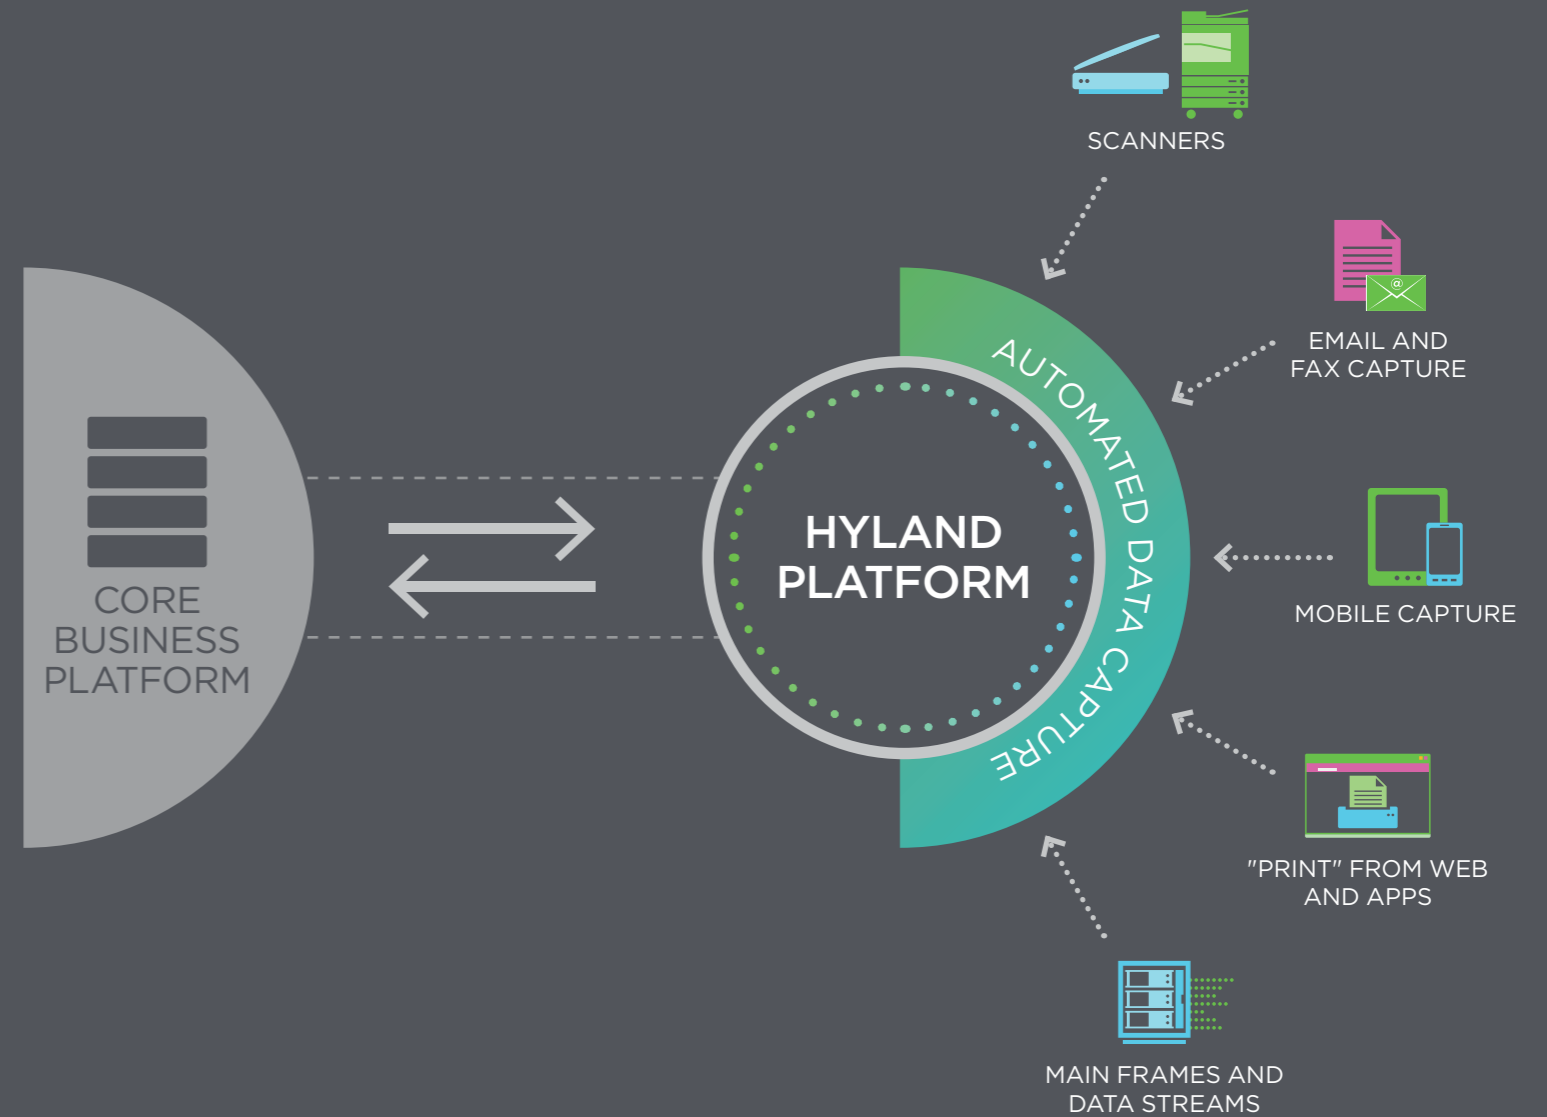 SCANNERS
EMAIL AND
FAX CAPTURE
AUTOMATED DATA CAPTURE
HYLAND
PLATFORM
CORE
BUSINESS
PLATFORM
MOBILE CAPTURE
"PRINT" FROM WEB
AND APPS
MAIN FRAMES AND
DATA STREAMS
@